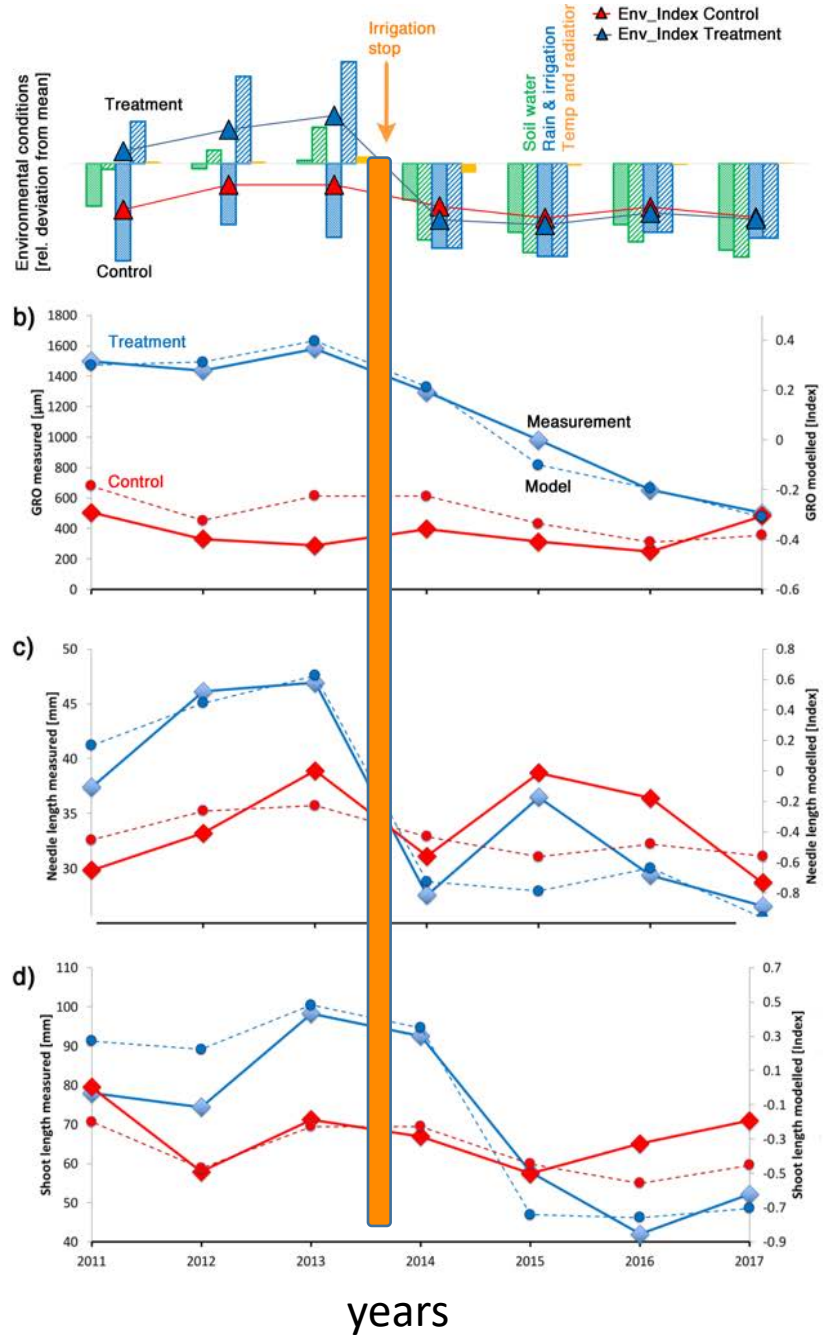 Env_Index Control
Env_Index Treatment
Irrigation
stop
Treatment
Control
Soil water
Rain & irrigation
Temp and radiatior
Environmental conditions
[rel. deviation from mean]
b)
1800
1600
1400
1200
1000
800
600
400
200
0
GRO measured [µm]
Treatment
Control
Measurement
Model
0.4
0.2
0
-0.2
-0.4
-0.6
GRO modelled [Index]
c)
50
45
40
35
30
Needle length measured [mm]
0.8
0.6
0.4
0.2
0
-0.2
-0.4
-0.6
-0.8
Needle length modelled [Index]
d)
110
100
90
80
70
60
50
40
Shoot length measured [mm]
0.7
0.5
0.3
0.1
-0.1
-0.3
-0.5
-0.7
-0.9
Shoot length modelled [Index]
2011 2012 2013 2014 2015 2016 2017
years